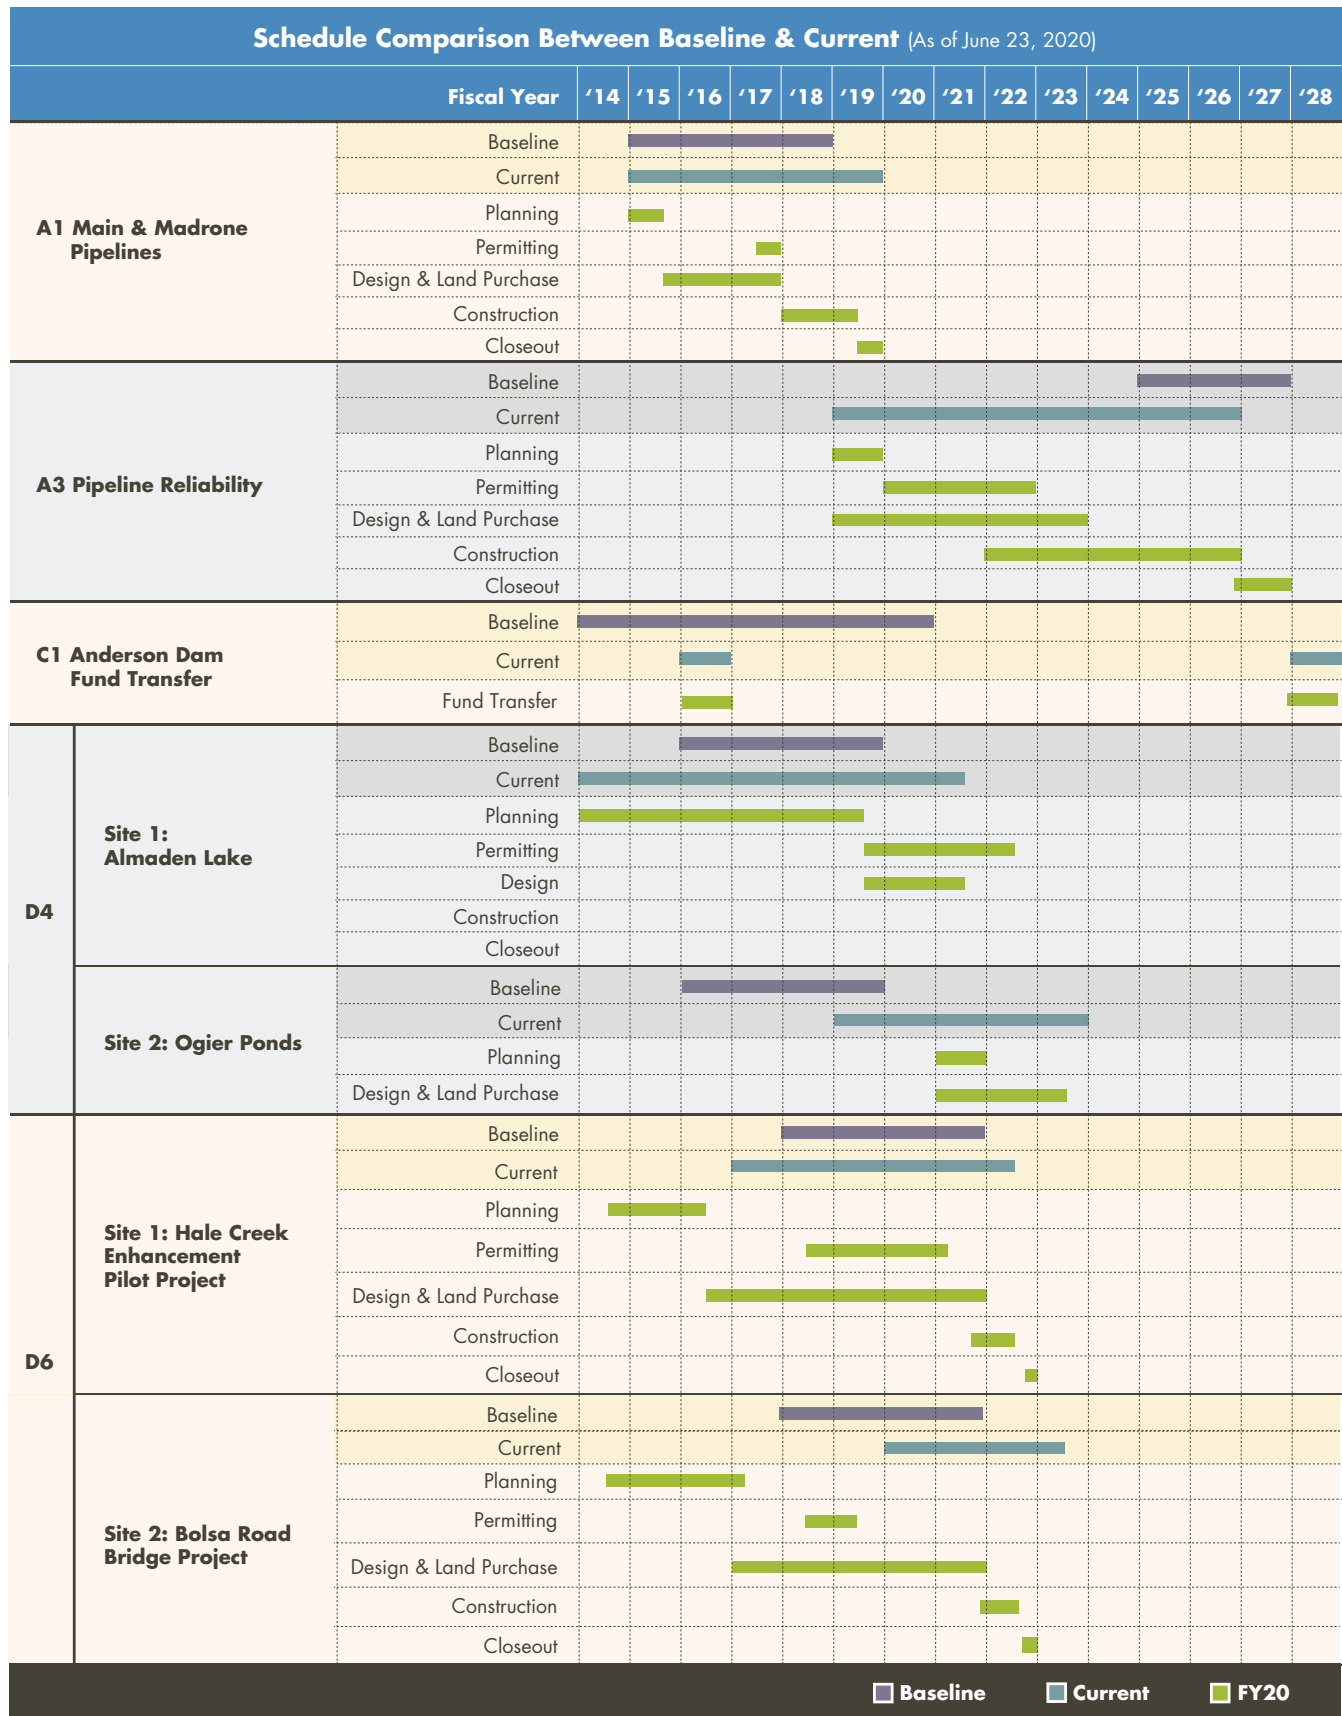 Schedule Comparison Between Baseline & Current (As of June 23, 2020)
Fiscal Year ‘14 ‘15 ‘16 ‘17 ‘18 ‘19 ‘20 ‘21 ‘22 ‘23 ‘24 ‘25 ‘26 ‘27 ‘28
A1 Main & Madrone
Pipelines
Baseline
Current
Planning
Permitting
Design & Land Purchase
Construction
Closeout
A3 Pipeline Reliability
Baseline
Current
Planning
Permitting
Design & Land Purchase
Construction
Closeout
C1 Anderson Dam
Fund Transfer
Baseline
Current
Fund Transfer
D4
Site 1:
Almaden Lake
Baseline
Current
Planning
Permitting
Design
Construction
Closeout
Site 2: Ogier Ponds
Baseline
Current
Planning
Design & Land Purchase
D6
Site 1: Hale Creek
Enhancement
Pilot Project
Baseline
Current
Planning
Permitting
Design & Land Purchase
Construction
Closeout
Site 2: Bolsa Road
Bridge Project
Baseline
Current
Planning
Permitting
Design & Land Purchase
Construction
Closeout
Baseline Current FY20